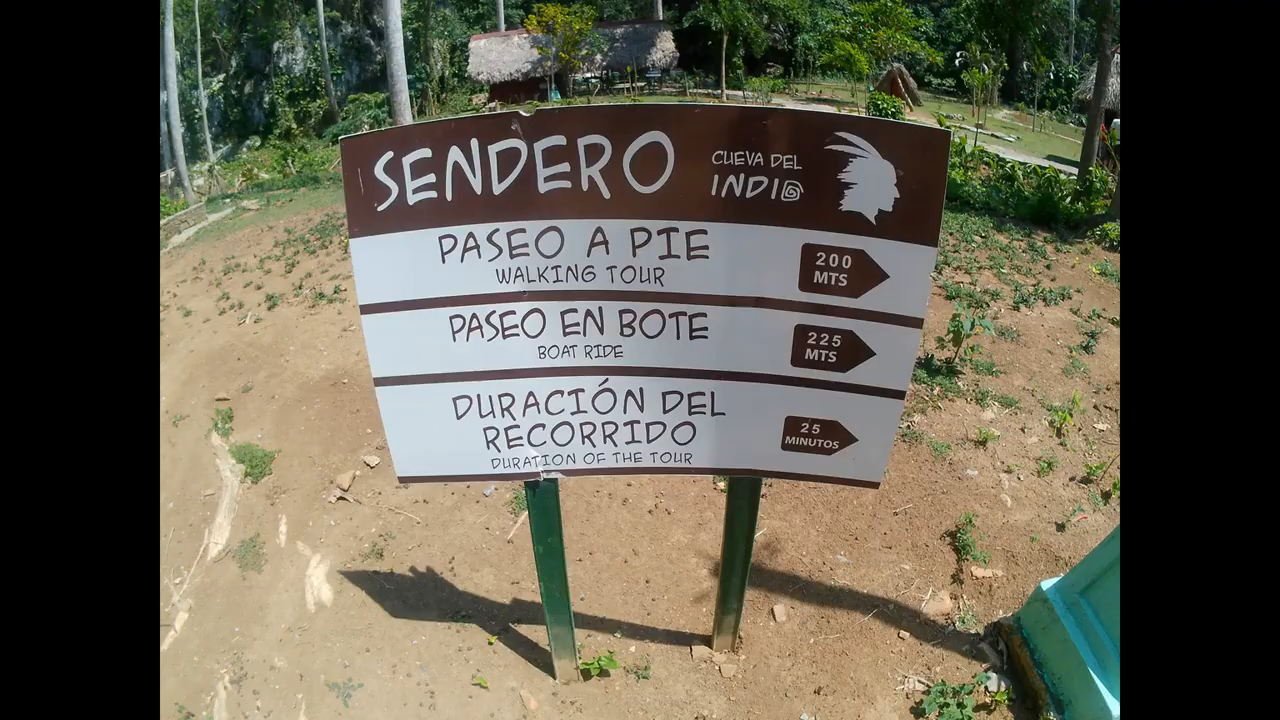 SENDERO
CUEVA DEL
INDIO
PASEO A PIE
WALKING TOUR
200
MTS
PASEO EN BOTE
BOAT RIDE
225
MTS
DURACIÓN DEL
RECORRIDO
DURATION OF THE TOUR
25
MINUTOS